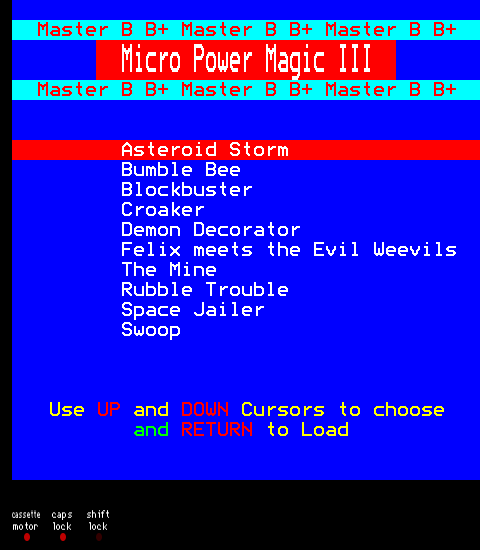 Master B B+ Master B B+ Master B B+
Micro Power Magic III
Master B B+ Master B B+ Master B B+
Asteroid Storm
Bumble Bee
Blockbuster
Croaker
Demon Decorator
Felix meets the Evil Weevils
The Mine
Rubble Trouble
Space Jailer
Swoop
Use UP and DOWN Cursors to choose
and RETURN to Load
cassette caps shift
motor lock lock